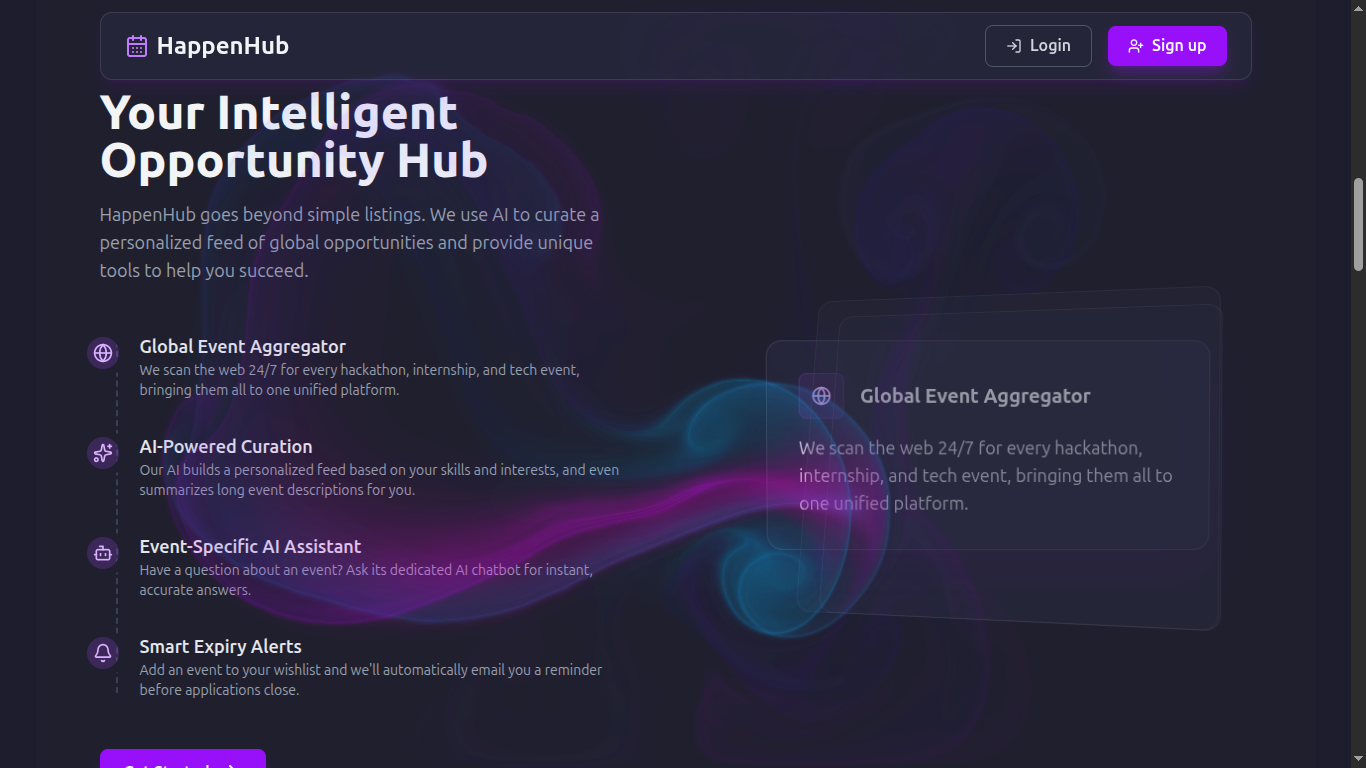 HappenHub
Login
Sign up
Your Intelligent
Opportunity Hub
HappenHub goes beyond simple listings. We use AI to curate a
personalized feed of global opportunities and provide unique
tools to help you succeed.
Global Event Aggregator
We scan the web 24/7 for every hackathon, internship, and tech event,
bringing them all to one unified platform.
AI-Powered Curation
Our AI builds a personalized feed based on your skills and interests, and even
summarizes long event descriptions for you.
Event-Specific AI Assistant
Have a question about an event? Ask its dedicated AI chatbot for instant,
accurate answers.
Smart Expiry Alerts
Add an event to your wishlist and we'll automatically email you a reminder
before applications close.
Global Event Aggregator
We scan the web 24/7 for every hackathon,
internship, and tech event, bringing them all to
one unified platform.